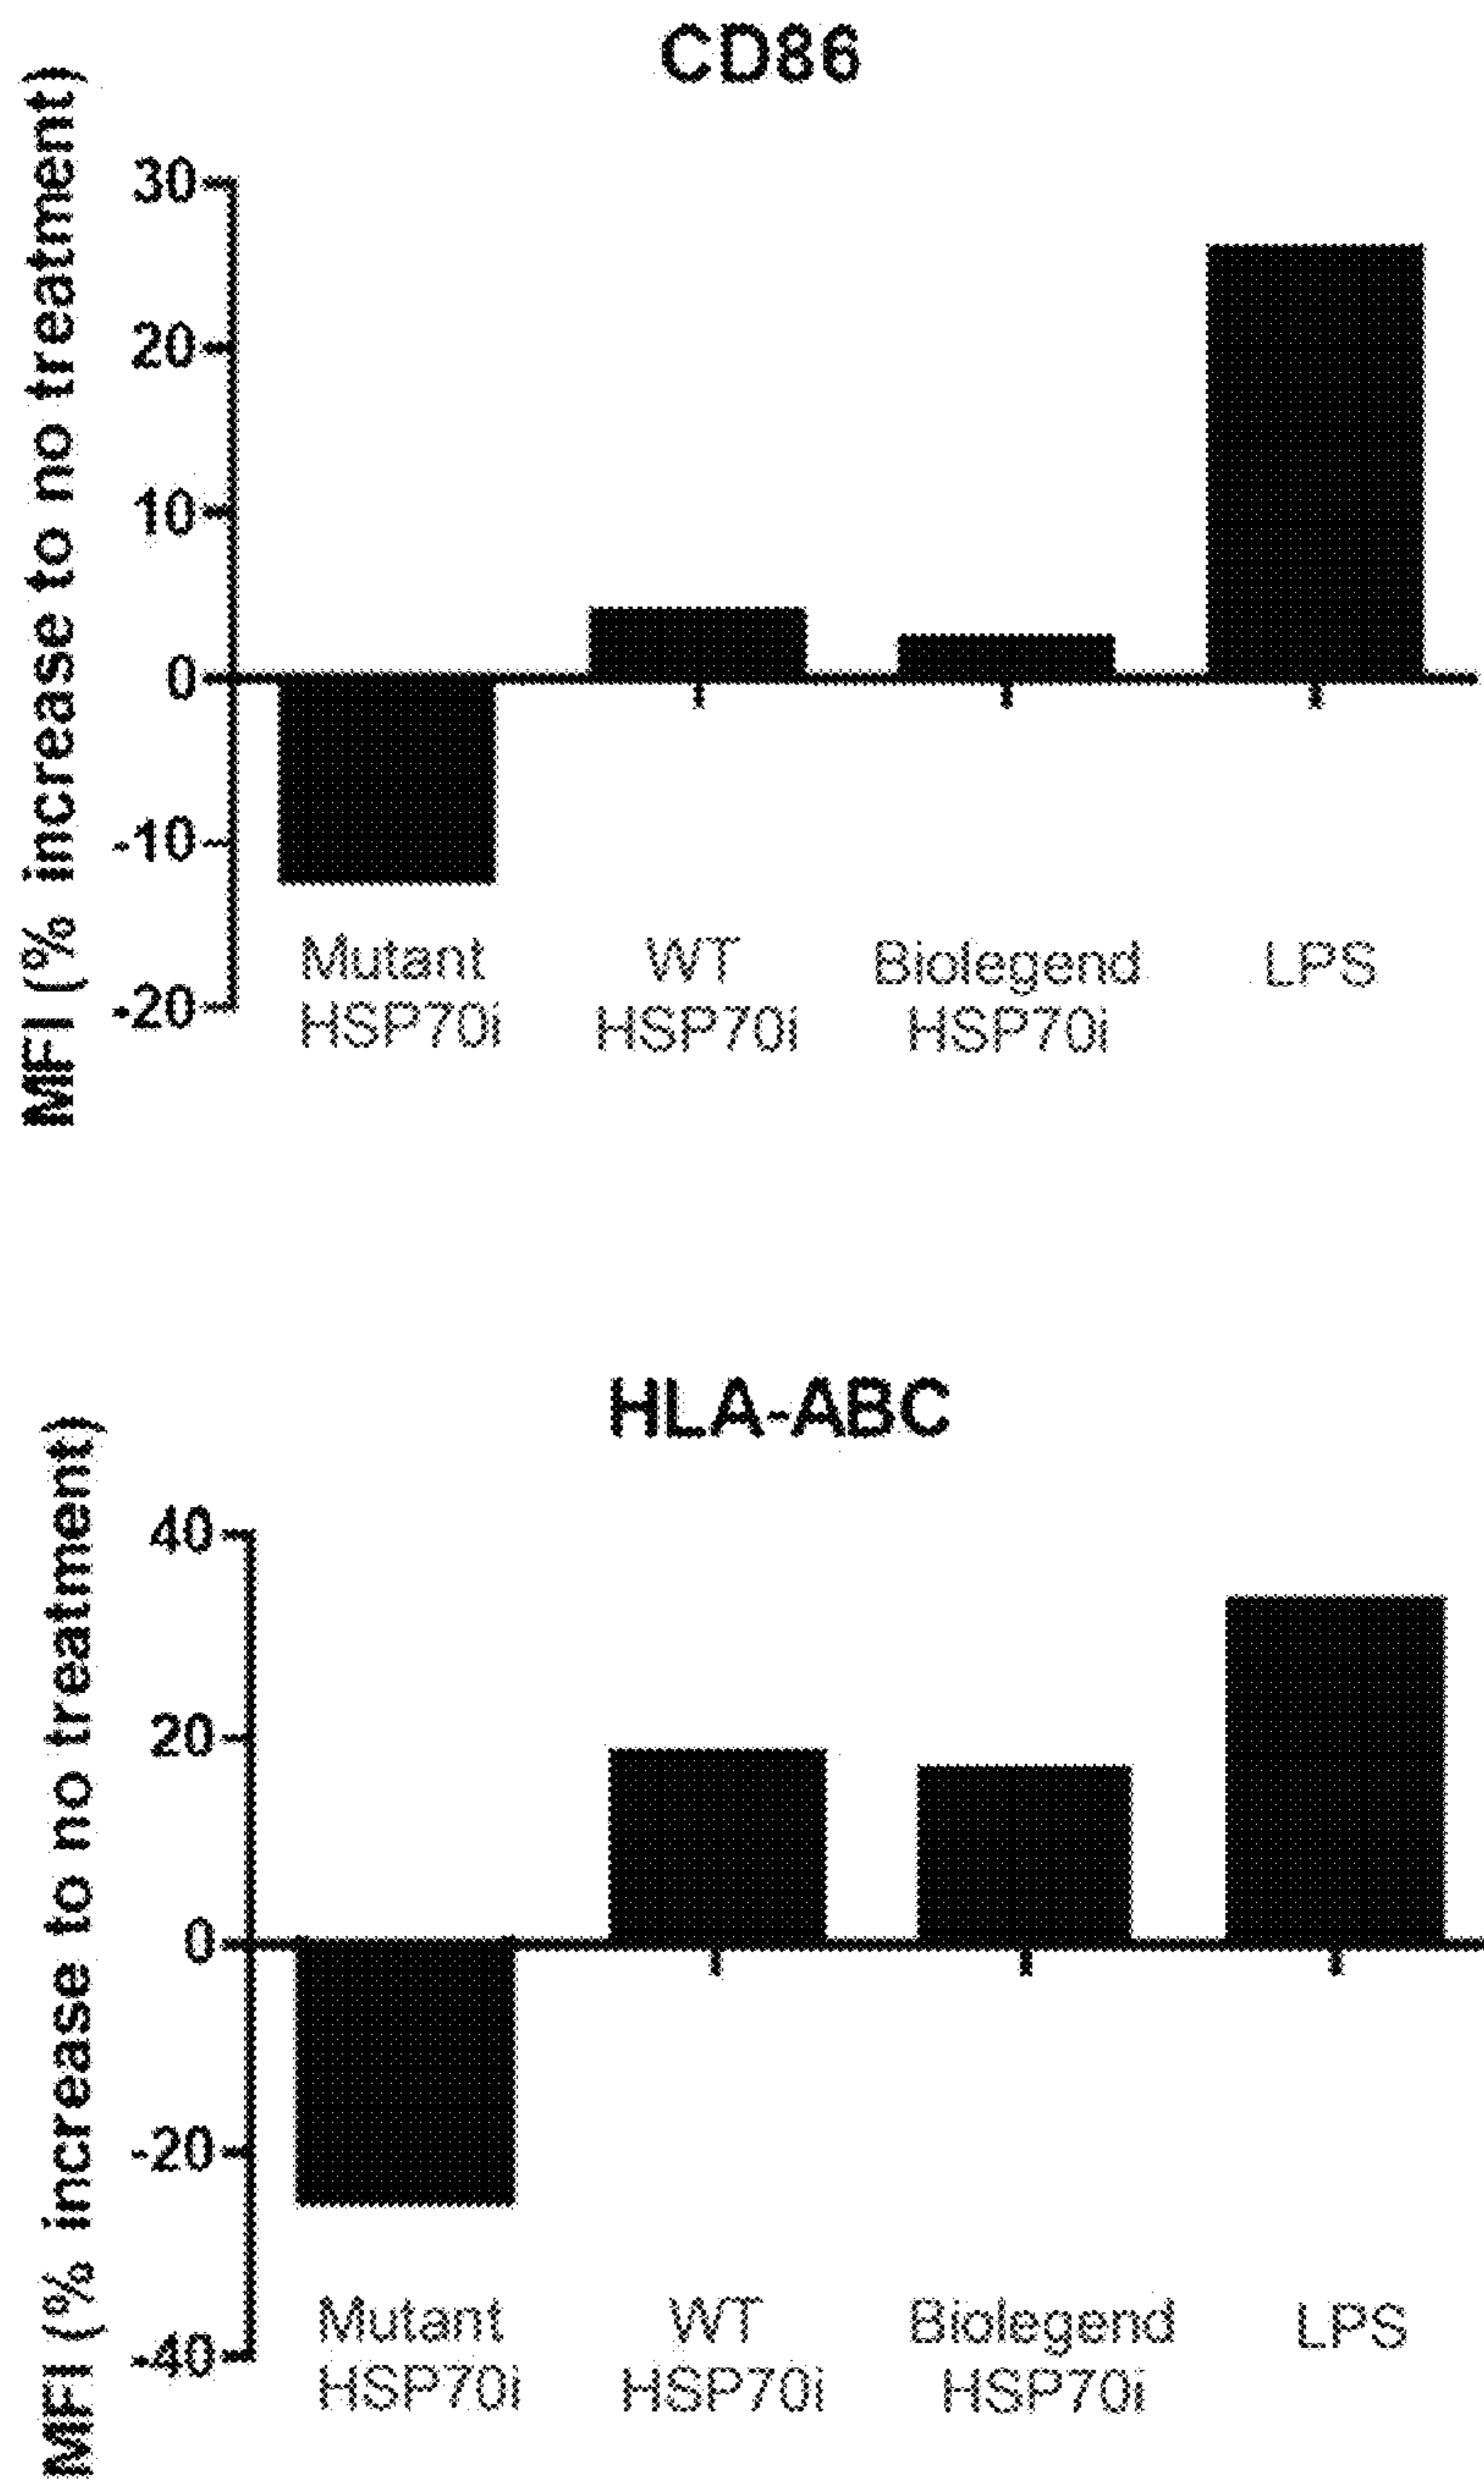 CD86
MFI (% increase to no treatment)
30
20
10
0
-10
-20
Mutant HSP70i
WT HSP70i
Biolegend HSP70i
LPS
HLA-ABC
MFI (% increase to no treatment)
40
20
0
-20
-40
Mutant HSP70i
WT HSP70i
Biolegend HSP70i
LPS